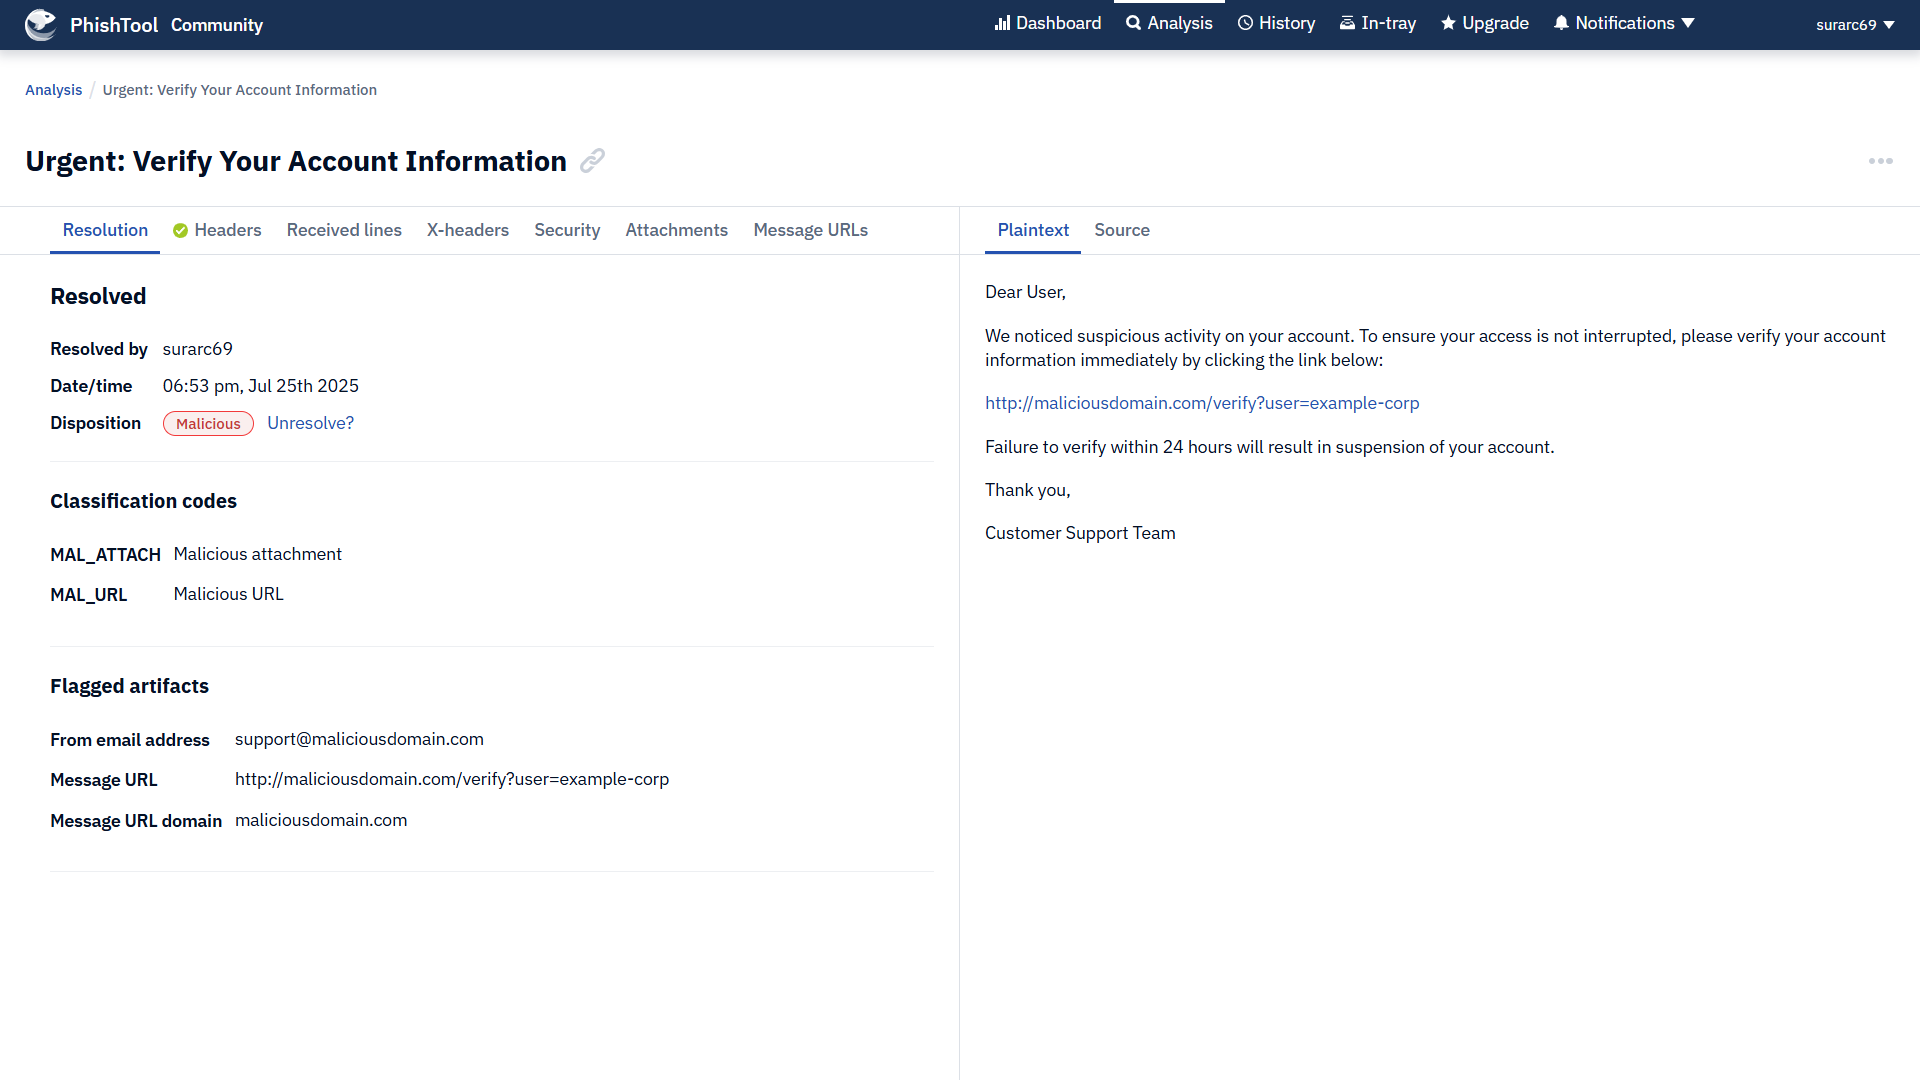 PhishTool Community
Dashboard Analysis History In-tray Upgrade Notifications surarc69
Analysis / Urgent: Verify Your Account Information
Urgent: Verify Your Account Information
Resolution Headers Received lines X-headers Security Attachments Message URLs
Resolved
Resolved by surarc69
Date/time 06:53 pm, Jul 25th 2025
Disposition Malicious Unresolve?
Classification codes
MAL_ATTACH Malicious attachment
MAL_URL Malicious URL
Flagged artifacts
From email address support@maliciousdomain.com
Message URL http://maliciousdomain.com/verify?user=example-corp
Message URL domain maliciousdomain.com
Plaintext Source
Dear User,
We noticed suspicious activity on your account. To ensure your access is not interrupted, please verify your account
information immediately by clicking the link below:
http://maliciousdomain.com/verify?user=example-corp
Failure to verify within 24 hours will result in suspension of your account.
Thank you,
Customer Support Team